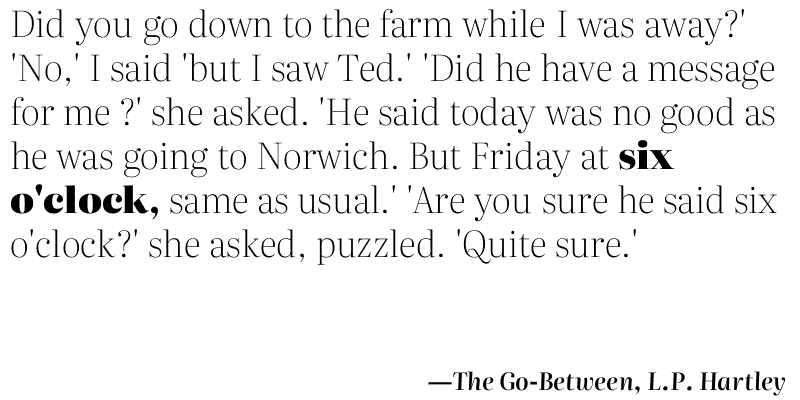 Did you go down to the farm while I was away?'
'No,' I said 'but I saw Ted.' 'Did he have a message
for me ?' she asked. 'He said today was no good as
he was going to Norwich. But Friday at six
o'clock, same as usual.' 'Are you sure he said six
o'clock?' she asked, puzzled. 'Quite sure.'
—The Go-Between, L.P. Hartley